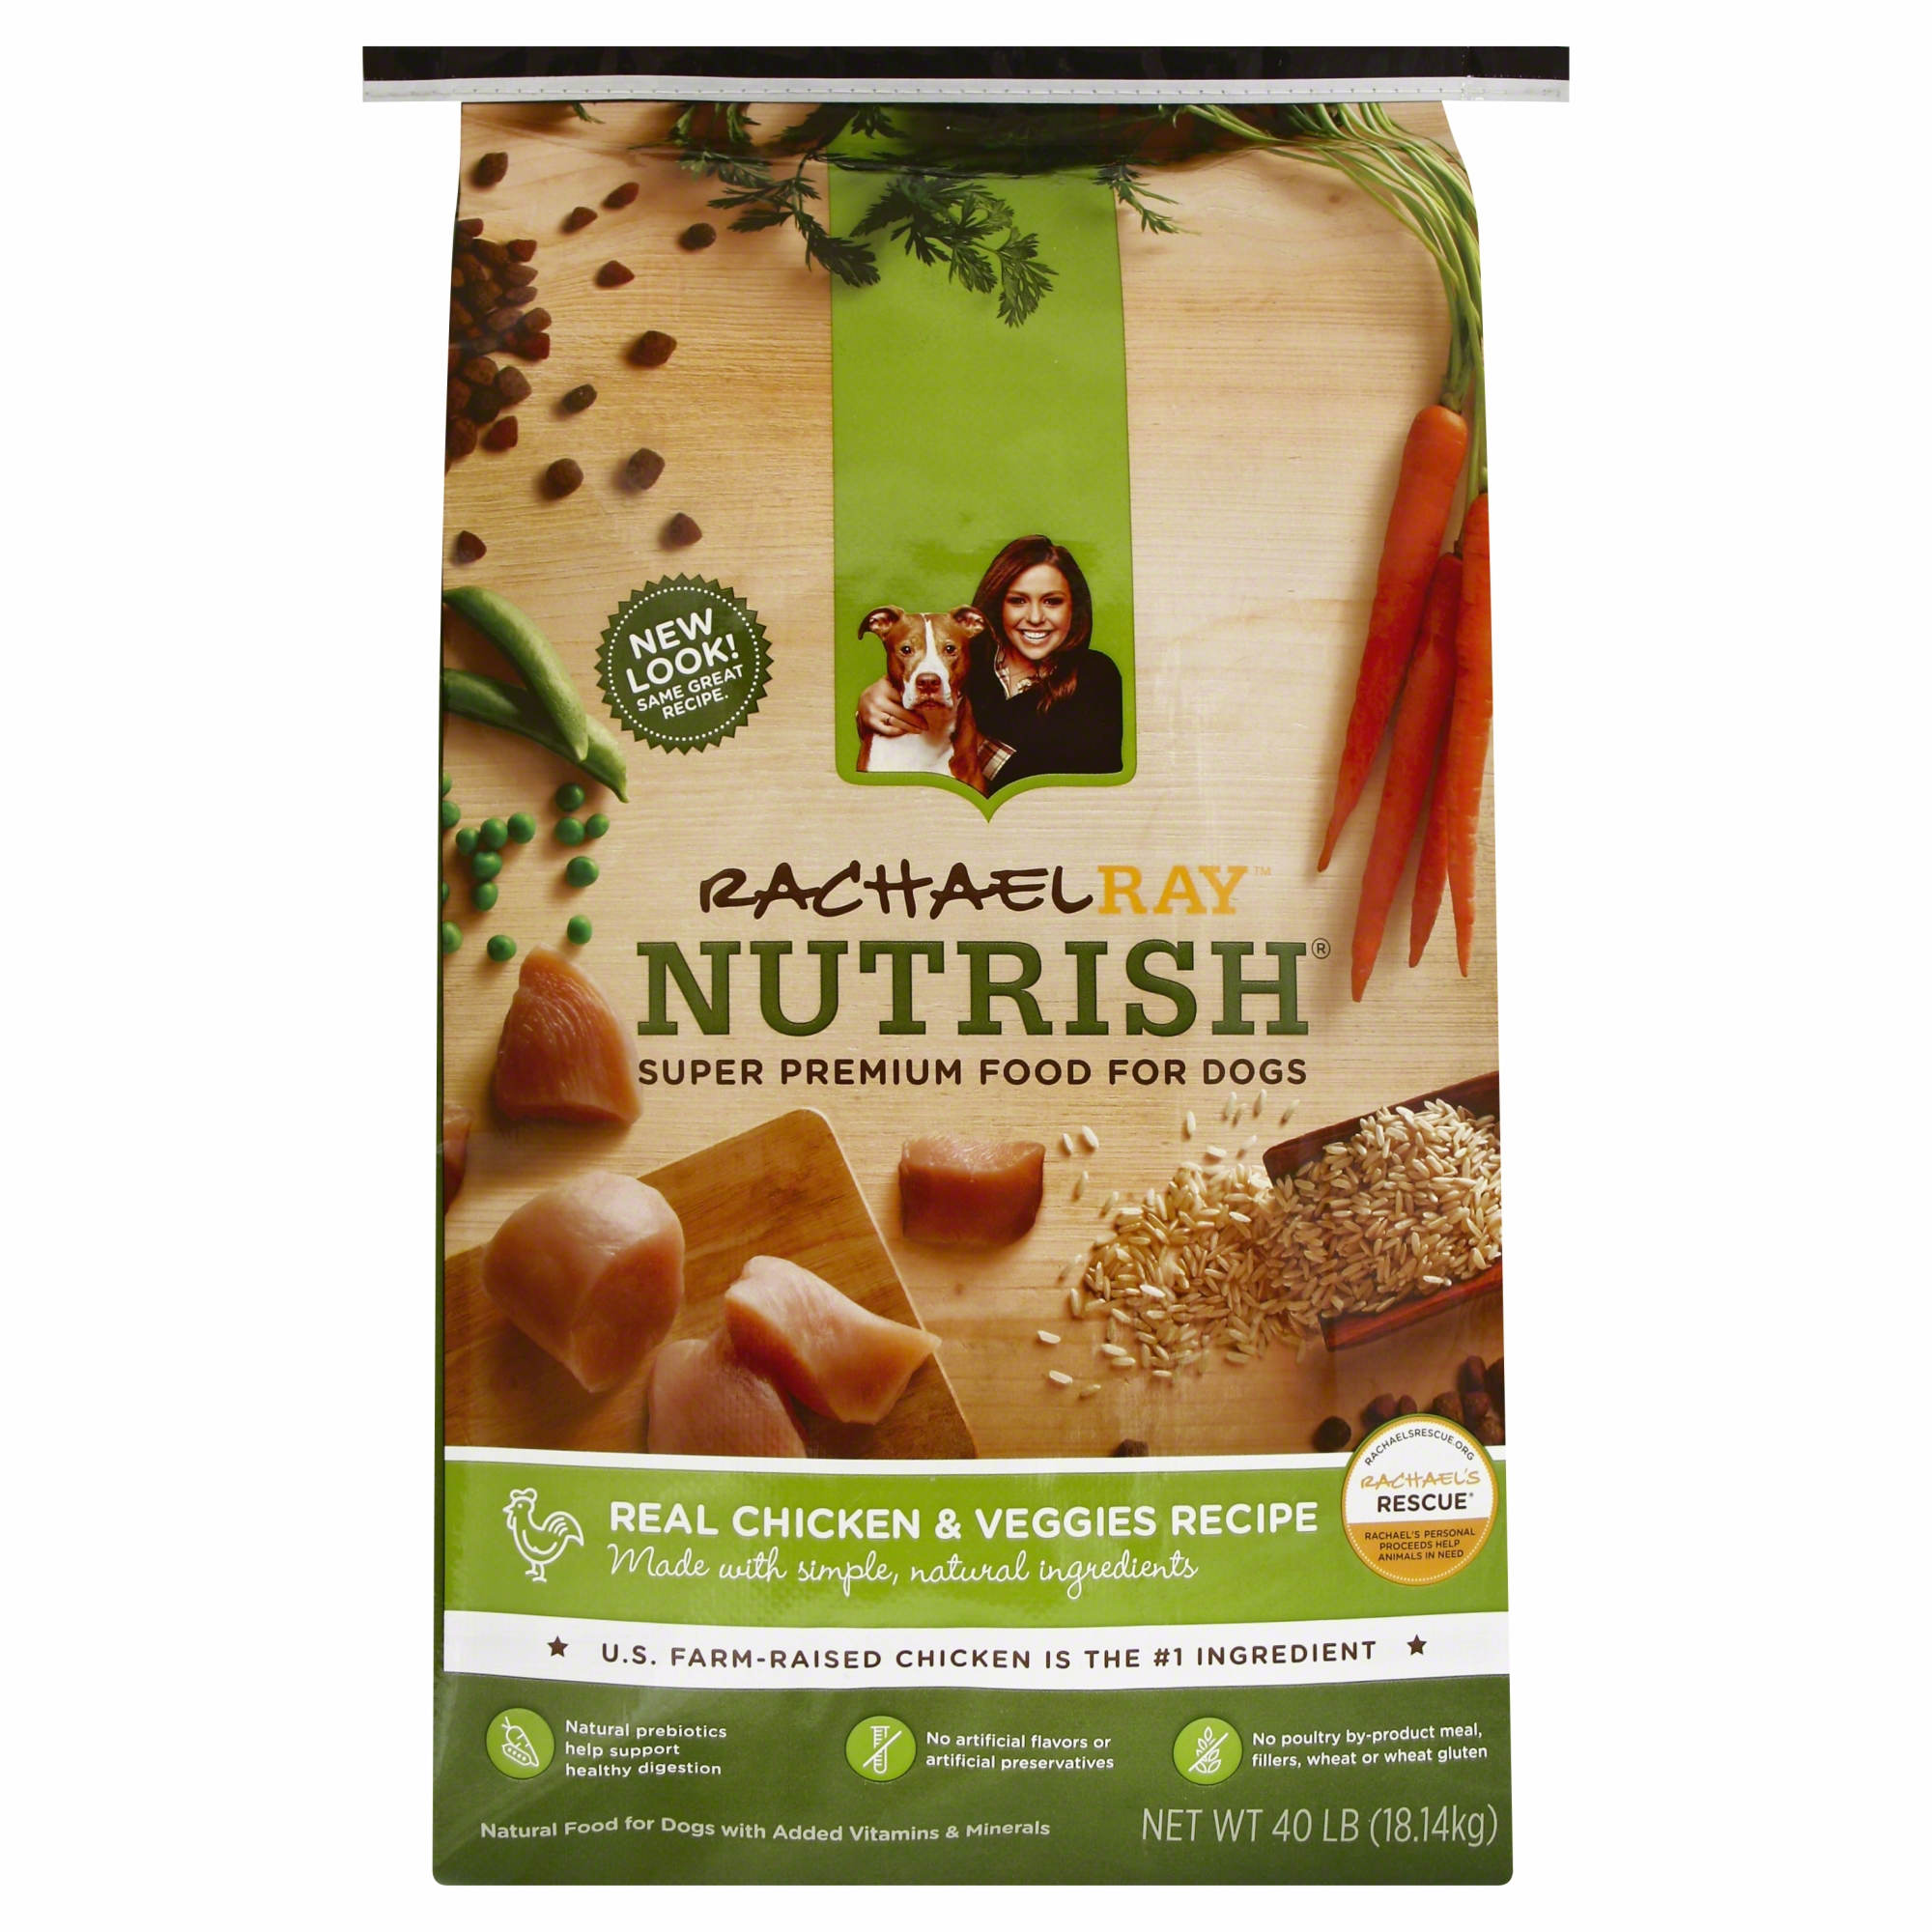 NEW
LOOK!
SAME GREAT
RECIPE.
RACHAEL RAY™
NUTRISH®
SUPER PREMIUM FOOD FOR DOGS
RACHAELSRESCUE.ORG
RACHAEL'S
RESCUE®
RACHAEL'S PERSONAL
PROCEEDS HELP
ANIMALS IN NEED
REAL CHICKEN & VEGGIES RECIPE
Made with simple, natural ingredients
★ U.S. FARM-RAISED CHICKEN IS THE #1 INGREDIENT ★
Natural prebiotics
help support
healthy digestion
No artificial flavors or
artificial preservatives
No poultry by-product meal,
fillers, wheat or wheat gluten
Natural Food for Dogs with Added Vitamins & Minerals
NET WT 40 LB (18.14kg)